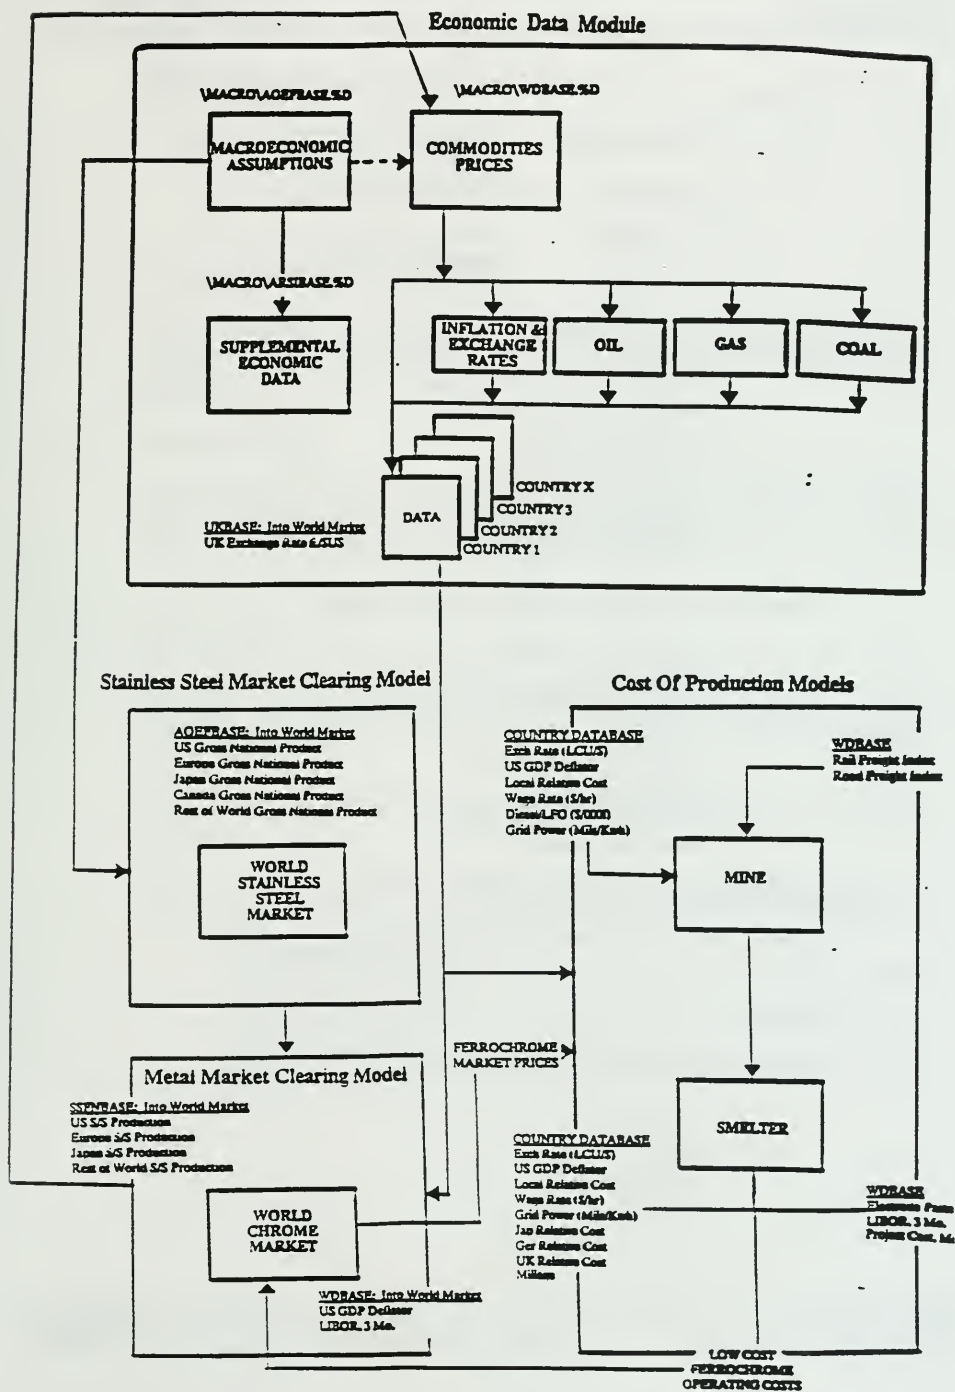 Economic Data Module
\MACRO\AOEFBASE.%D
\MACRO\WDBASE.%D
MACROECONOMIC
ASSUMPTIONS
COMMODITIES
PRICES
\MACRO\ARSIBASE.%D
SUPPLEMENTAL
ECONOMIC
DATA
INFLATION &
EXCHANGE
RATES
OIL
GAS
COAL
DATA
COUNTRY X
COUNTRY 3
COUNTRY 2
COUNTRY 1
UKBASE: Into World Market
UK Exchange Rate £/$US
Stainless Steel Market Clearing Model
Cost Of Production Models
AOEFBASE: Into World Market
US Gross National Product
Europe Gross National Product
Japan Gross National Product
Canada Gross National Product
Rest of World Gross National Product
WORLD
STAINLESS
STEEL
MARKET
COUNTRY DATABASE
Exch Rate (LCU/$)
US GDP Deflator
Local Relative Cost
Wage Rate ($/hr)
Diesel/LFO
Grid Power (Mils/Kwh)
WDBASE
Rail Freight Index
Road Freight Index
MINE
FERROCHROME
MARKET PRICES
Metal Market Clearing Model
SSFNBASE: Into World Market
US S/S Production
Europe S/S Production
Japan S/S Production
Rest of World S/S Production
WORLD
CHROME
MARKET
WDBASE: Into World Market
US GDP Deflator
LIBOR, 3 Mo.
SMELTER
COUNTRY DATABASE
Exch Rate (LCU/$)
US GDP Deflator
Local Relative Cost
Wage Rate ($/hr)
Grid Power (Mils/Kwh)
Jap Relative Cost
Ger Relative Cost
UK Relative Cost
WDBASE
Electrode Paste
LIBOR, 3 Mo.
Project Cost,
LOW COST
FERROCHROME
OPERATING COSTS